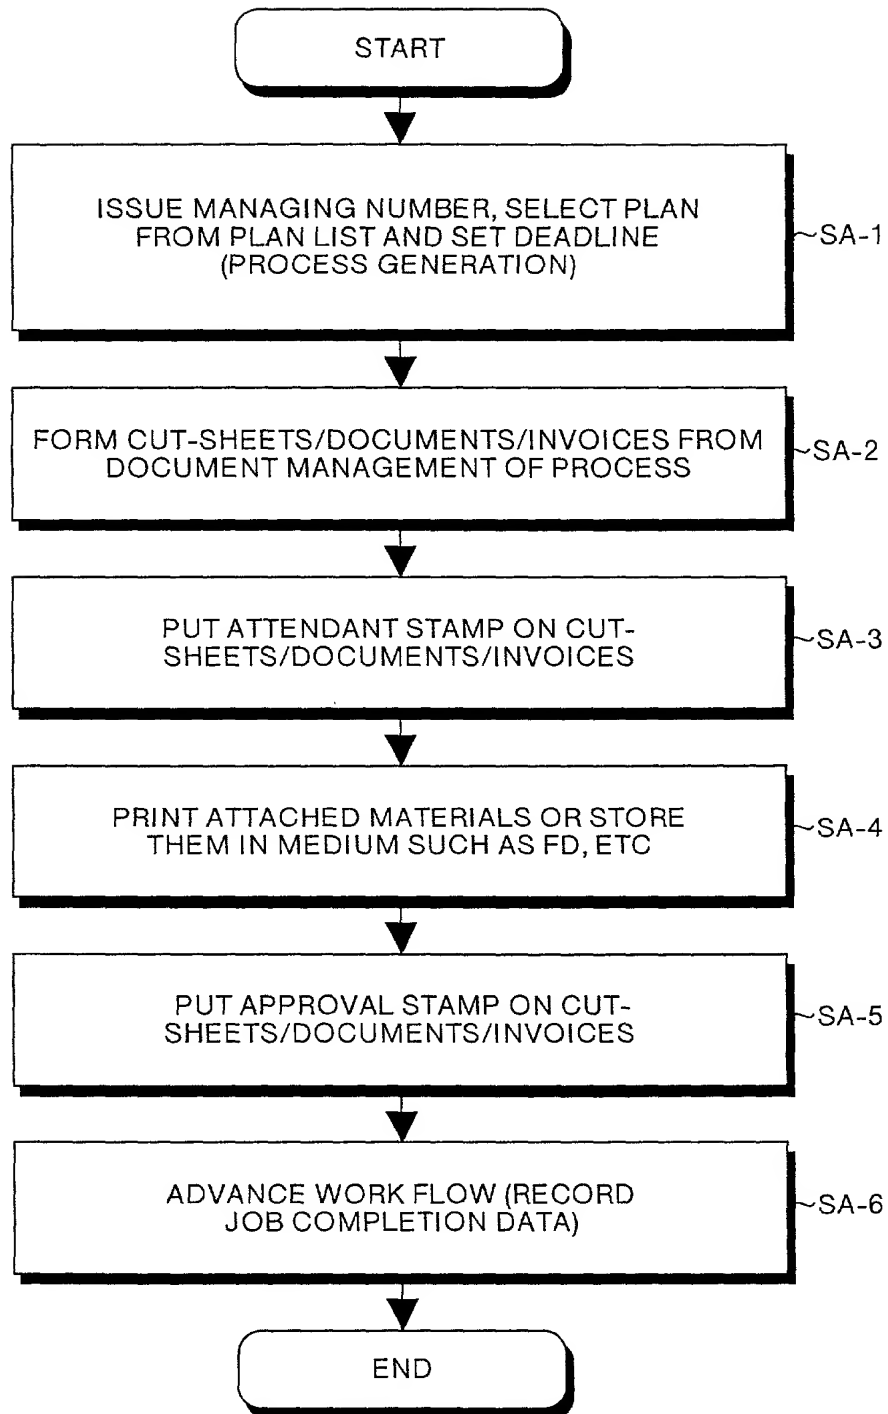 START
ISSUE MANAGING NUMBER, SELECT PLAN
FROM PLAN LIST AND SET DEADLINE
(PROCESS GENERATION)
SA-1
FORM CUT-SHEETS/DOCUMENTS/INVOICES FROM
DOCUMENT MANAGEMENT OF PROCESS
SA-2
PUT ATTENDANT STAMP ON CUT-
SHEETS/DOCUMENTS/INVOICES
SA-3
PRINT ATTACHED MATERIALS OR STORE
THEM IN MEDIUM SUCH AS FD, ETC
SA-4
PUT APPROVAL STAMP ON CUT-
SHEETS/DOCUMENTS/INVOICES
SA-5
ADVANCE WORK FLOW (RECORD
JOB COMPLETION DATA)
SA-6
END